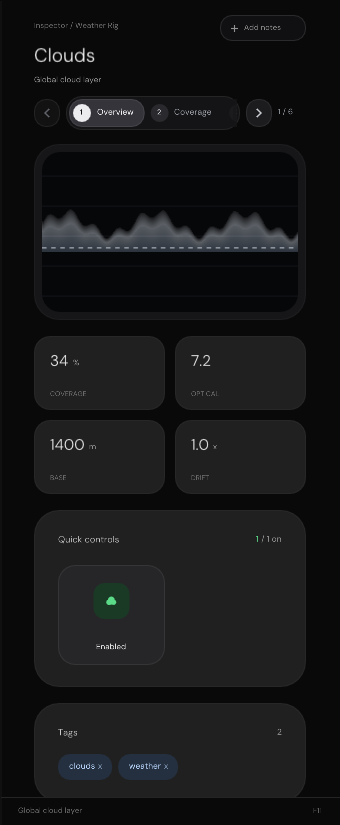 Inspector / Weather Rig
Add notes
Clouds
Global cloud layer
1 Overview 2 Coverage
1 / 6
34 %
COVERAGE
7.2
OPTICAL
1400 m
BASE
1.0 x
DRIFT
Quick controls
1 / 1 on
Enabled
Tags
2
clouds x
weather x
Global cloud layer